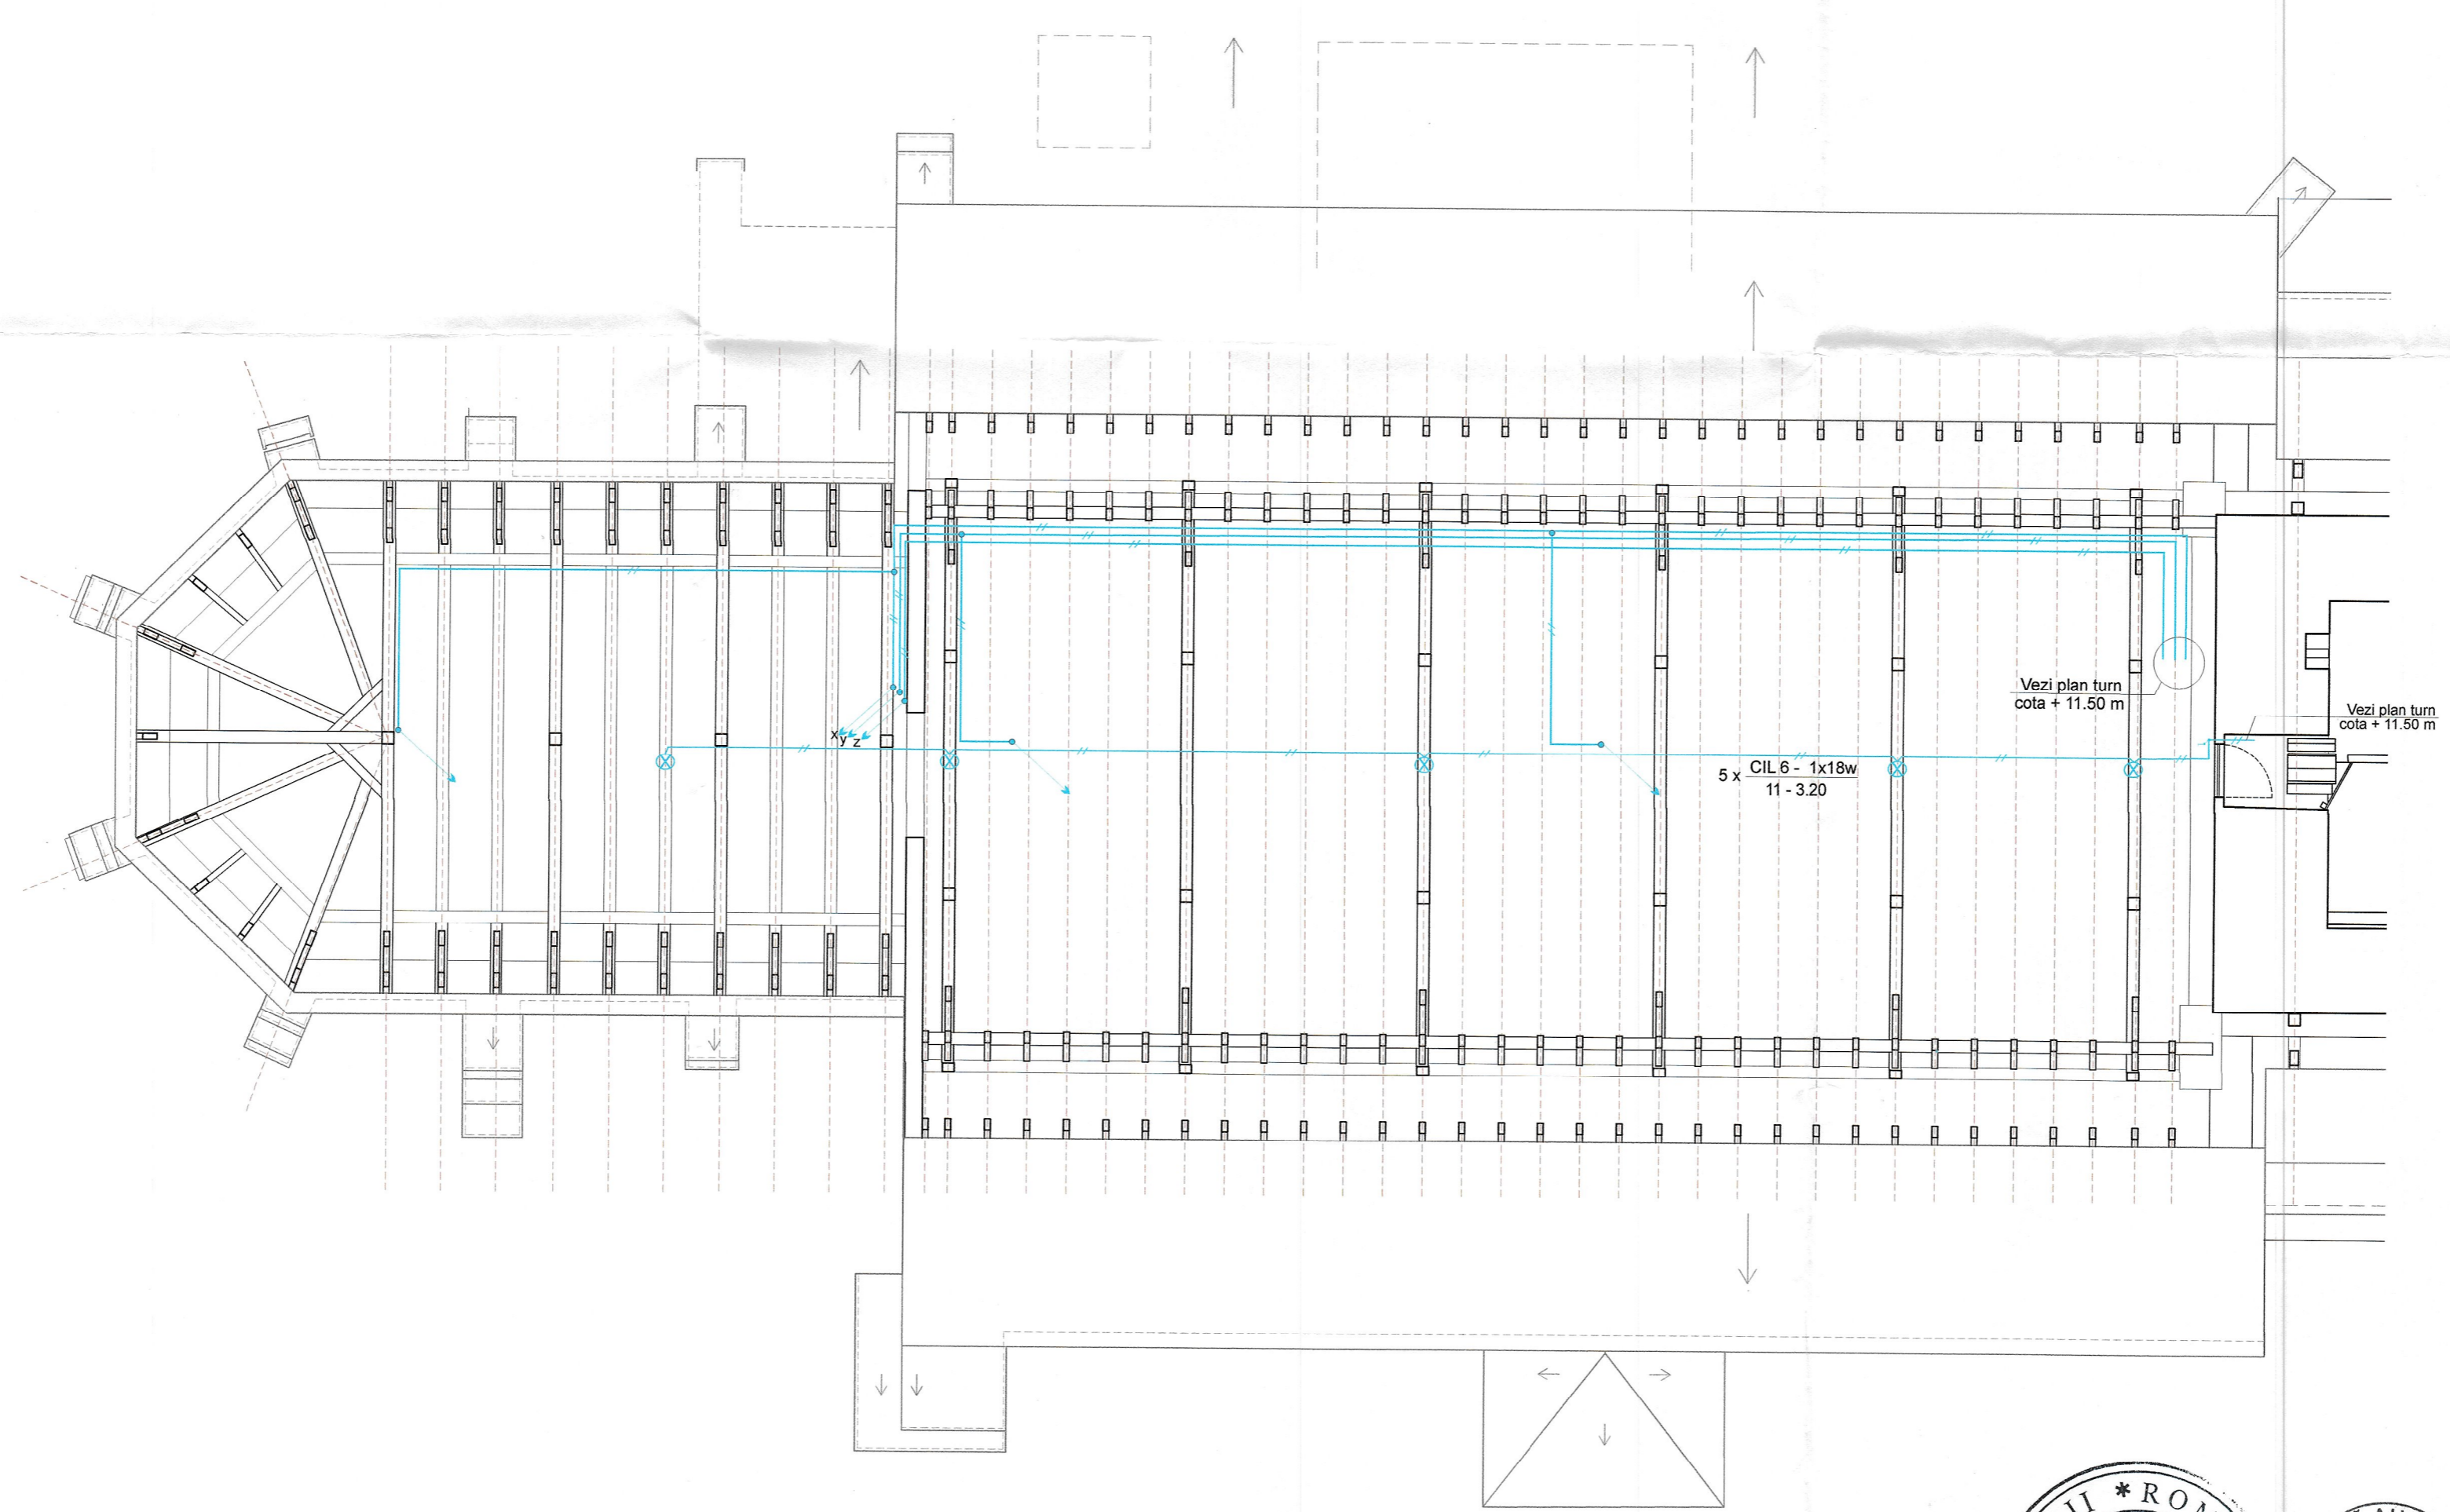 Vezi plan turn
cota + 11.50 m
Vezi plan turn
cota + 11.50 m
x y z
5 x CIL 6 - 1x18w
11 - 3.20
* ROM